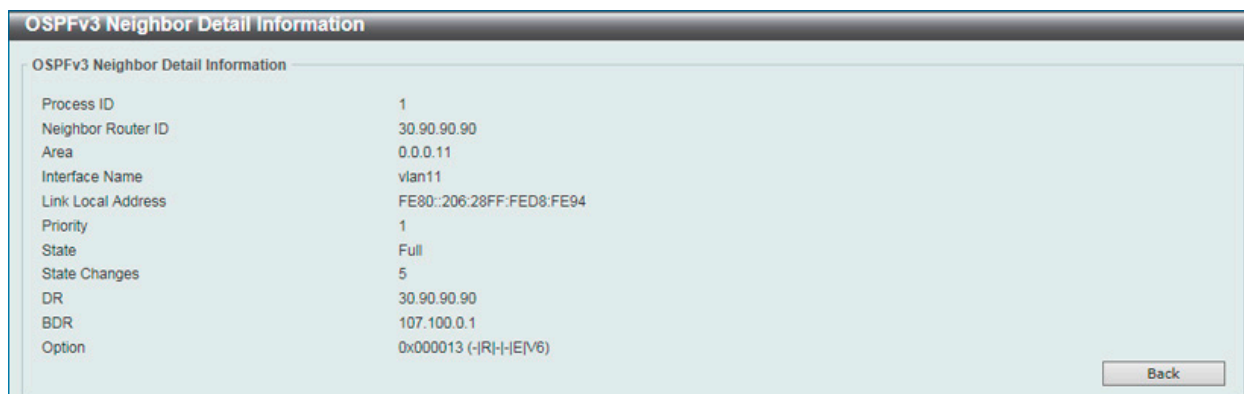 OSPFv3 Neighbor Detail Information
OSPFv3 Neighbor Detail Information
Process ID 1
Neighbor Router ID 30.90.90.90
Area 0.0.0.11
Interface Name vlan11
Link Local Address FE80::206:28FF:FED8:FE94
Priority 1
State Full
State Changes 5
DR 30.90.90.90
BDR 107.100.0.1
Option 0x000013 (-|R|-|-|E|V6)
Back